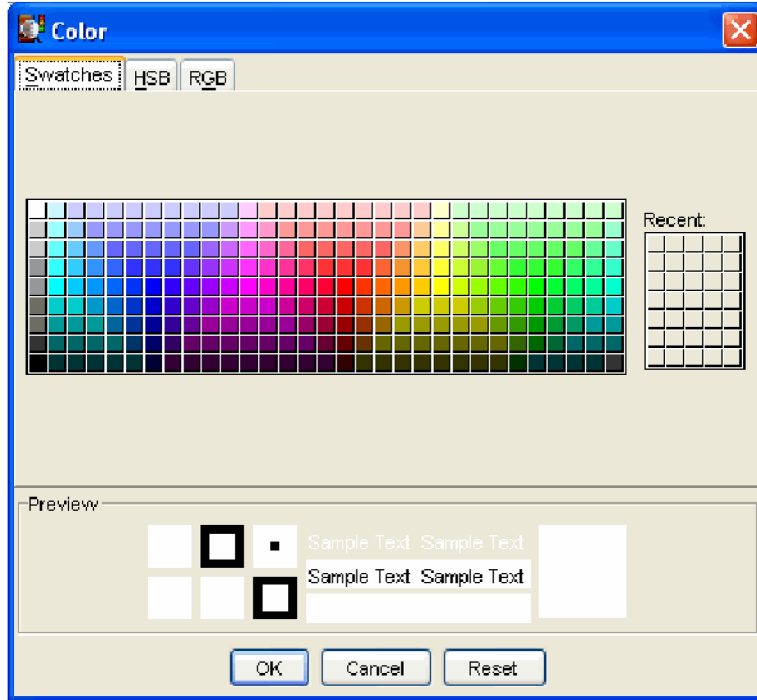 Color
Swatches HSB RGB
Recent:
Preview
Sample Text Sample Text
Sample Text Sample Text
OK Cancel Reset